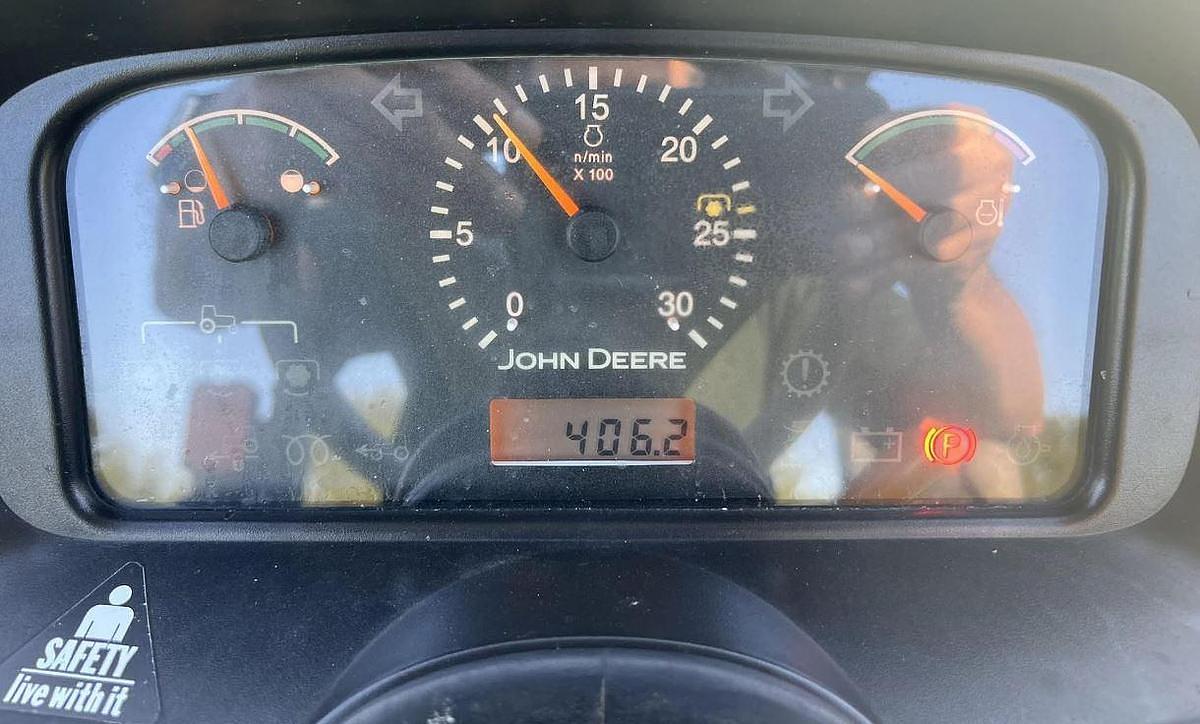 15
10
20
n/min
X 100
5
25
0
30
JOHN DEERE
406.2
P
SAFETY
live with it